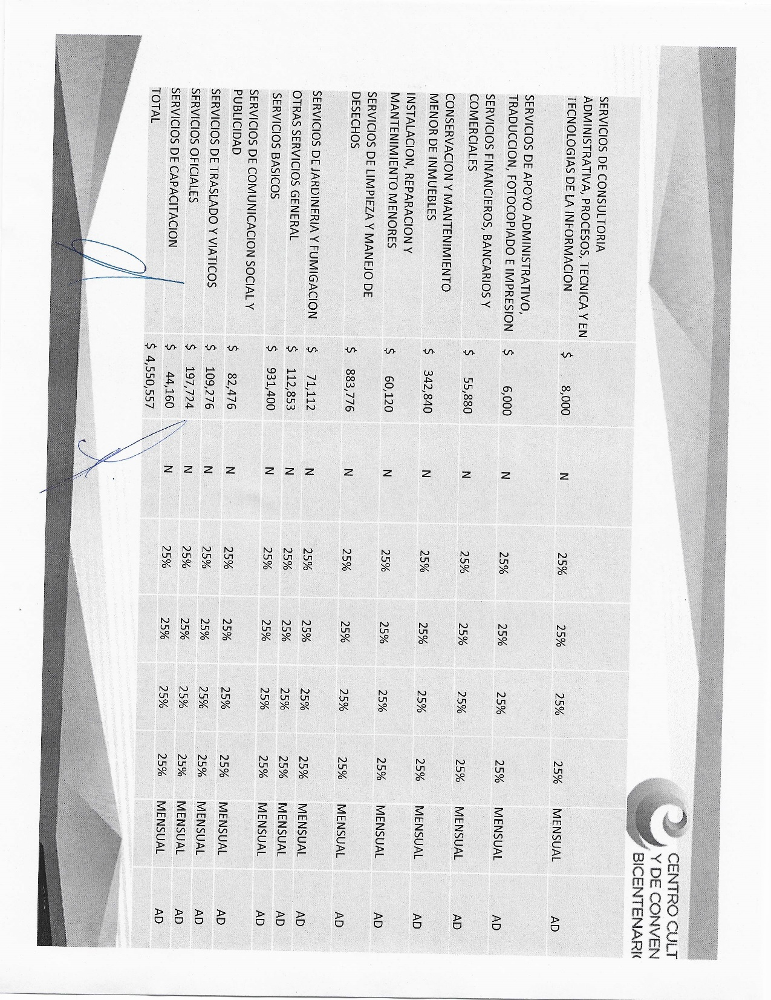 CENTRO CULT
Y DE CONVEN
BICENTENARI
SERVICIOS DE CONSULTORIA
ADMINISTRATIVA, PROCESOS, TECNICA Y EN
TECNOLOGIAS DE LA INFORMACION $ 8,000 N 25% 25% 25% 25% MENSUAL AD
SERVICIOS DE APOYO ADMINISTRATIVO,
TRADUCCION, FOTOCOPIADO E IMPRESION $ 6,000 N 25% 25% 25% 25% MENSUAL AD
SERVICIOS FINANCIEROS, BANCARIOS Y
COMERCIALES $ 55,880 N 25% 25% 25% 25% MENSUAL AD
CONSERVACION Y MANTENIMIENTO
MENOR DE INMUEBLES $ 342,840 N 25% 25% 25% 25% MENSUAL AD
INSTALACION, REPARACION Y
MANTENIMIENTO MENORES $ 60,120 N 25% 25% 25% 25% MENSUAL AD
SERVICIOS DE LIMPIEZA Y MANEJO DE
DESECHOS $ 883,776 N 25% 25% 25% 25% MENSUAL AD
SERVICIOS DE JARDINERIA Y FUMIGACION $ 71,112 N 25% 25% 25% 25% MENSUAL AD
OTRAS SERVICIOS GENERAL $ 112,853 N 25% 25% 25% 25% MENSUAL AD
SERVICIOS BASICOS $ 931,400 N 25% 25% 25% 25% MENSUAL AD
SERVICIOS DE COMUNICACION SOCIAL Y
PUBLICIDAD $ 82,476 N 25% 25% 25% 25% MENSUAL AD
SERVICIOS DE TRASLADO Y VIATICOS $ 109,276 N 25% 25% 25% 25% MENSUAL AD
SERVICIOS OFICIALES $ 197,724 N 25% 25% 25% 25% MENSUAL AD
SERVICIOS DE CAPACITACION $ 44,160 N 25% 25% 25% 25% MENSUAL AD
TOTAL $ 4,550,557